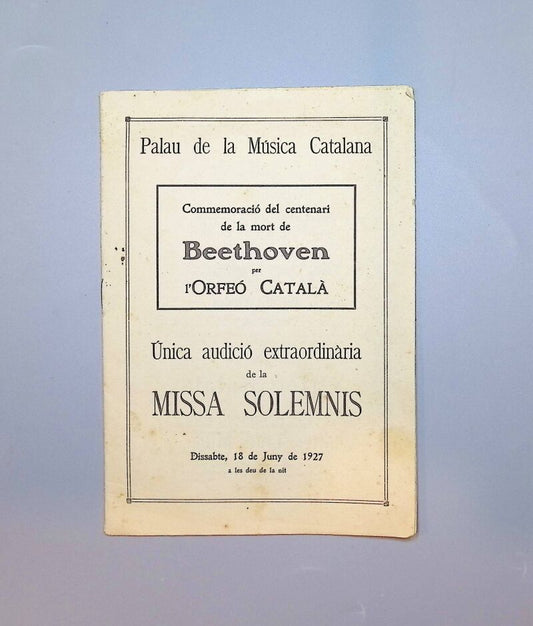 Palau de la Música Catalana
Commemoració del centenari
de la mort de
Beethoven
per
l'ORFEÓ CATALÀ
Única audició extraordinària
de la
MISSA SOLEMNIS
Dissabte, 18 de Juny de 1927
a les deu de la nit